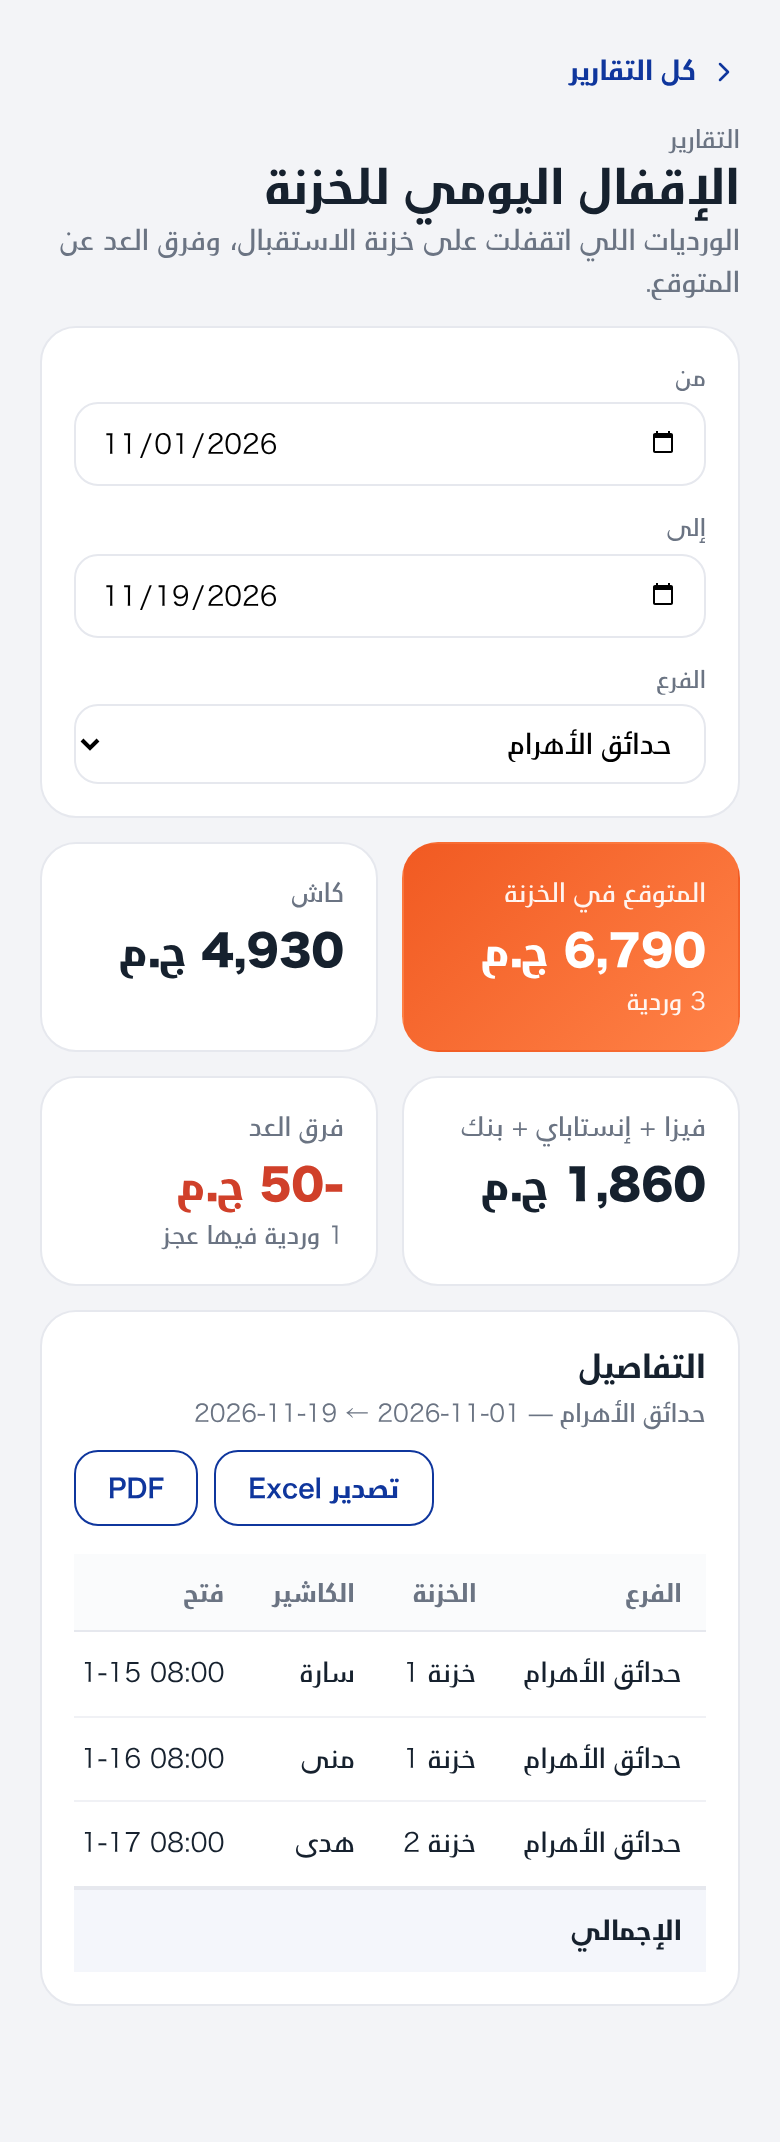 كل التقارير
التقارير
الإقفال اليومي للخزنة
الورديات اللي اتقفلت على خزنة الاستقبال، وفرق العد عن
المتوقع.
من
11/01/2026
إلى
11/19/2026
الفرع
حدائق الأهرام
المتوقع في الخزنة
6,790 ج.م
3 وردية
كاش
4,930 ج.م
فيزا + إنستاباي + بنك
1,860 ج.م
فرق العد
-50 ج.م
1 وردية فيها عجز
التفاصيل
حدائق الأهرام — 2026-11-01 ← 2026-11-19
تصدير Excel PDF
الفرع الخزنة الكاشير فتح
حدائق الأهرام خزنة 1 سارة 1-15 08:00
حدائق الأهرام خزنة 1 منى 1-16 08:00
حدائق الأهرام خزنة 2 هدى 1-17 08:00
الإجمالي